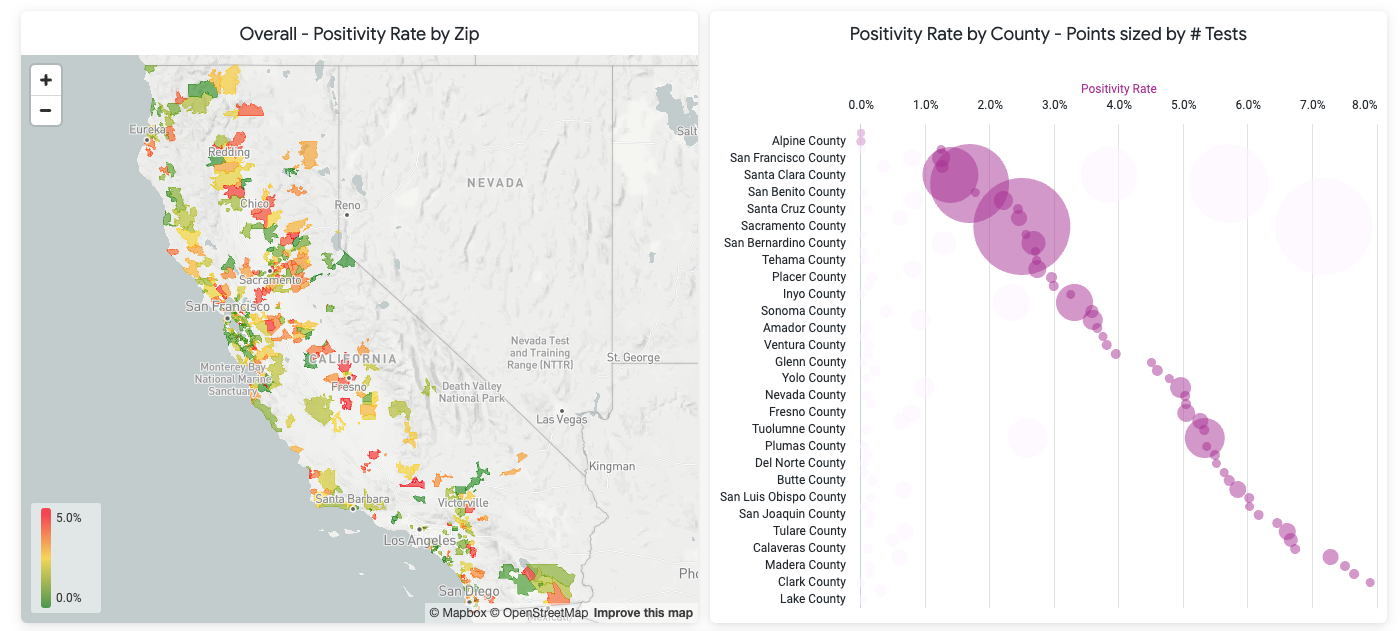 Overall - Positivity Rate by Zip
+
−
Eureka
Redding
Chico
NEVADA
Salt
Reno
Sacramento
San Francisco
Monterey Bay
National Marine
Sanctuary
CALIFORNIA
Fresno
Nevada Test
and Training
Range (NTTR)
St. George
Death Valley
National Park
Las Vegas
Kingman
Santa Barbara
Victorville
Los Angeles
San Diego
Pho
Mexicali
5.0%
0.0%
© Mapbox © OpenStreetMap Improve this map
Positivity Rate by County - Points sized by # Tests
Positivity Rate
0.0% 1.0% 2.0% 3.0% 4.0% 5.0% 6.0% 7.0% 8.0%
Alpine County
San Francisco County
Santa Clara County
San Benito County
Santa Cruz County
Sacramento County
San Bernardino County
Tehama County
Placer County
Inyo County
Sonoma County
Amador County
Ventura County
Glenn County
Yolo County
Nevada County
Fresno County
Tuolumne County
Plumas County
Del Norte County
Butte County
San Luis Obispo County
San Joaquin County
Tulare County
Calaveras County
Madera County
Clark County
Lake County